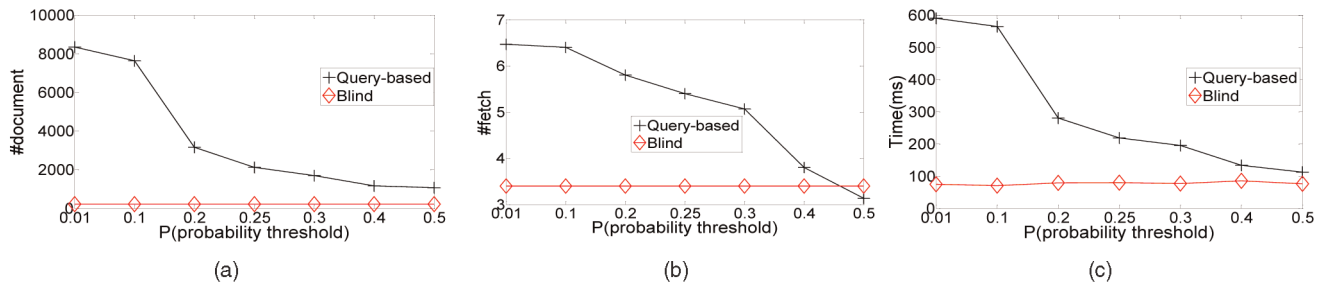 10000
8000
6000
4000
2000
0
#document
Query-based
Blind
0.01 0.1 0.2 0.25 0.3 0.4 0.5
P(probability threshold)
(a)
7
6
5
4
3
#fetch
Query-based
Blind
0.01 0.1 0.2 0.25 0.3 0.4 0.5
P(probability threshold)
(b)
600
500
400
300
200
100
0
Time(ms)
Query-based
Blind
0.01 0.1 0.2 0.25 0.3 0.4 0.5
P(probability threshold)
(c)